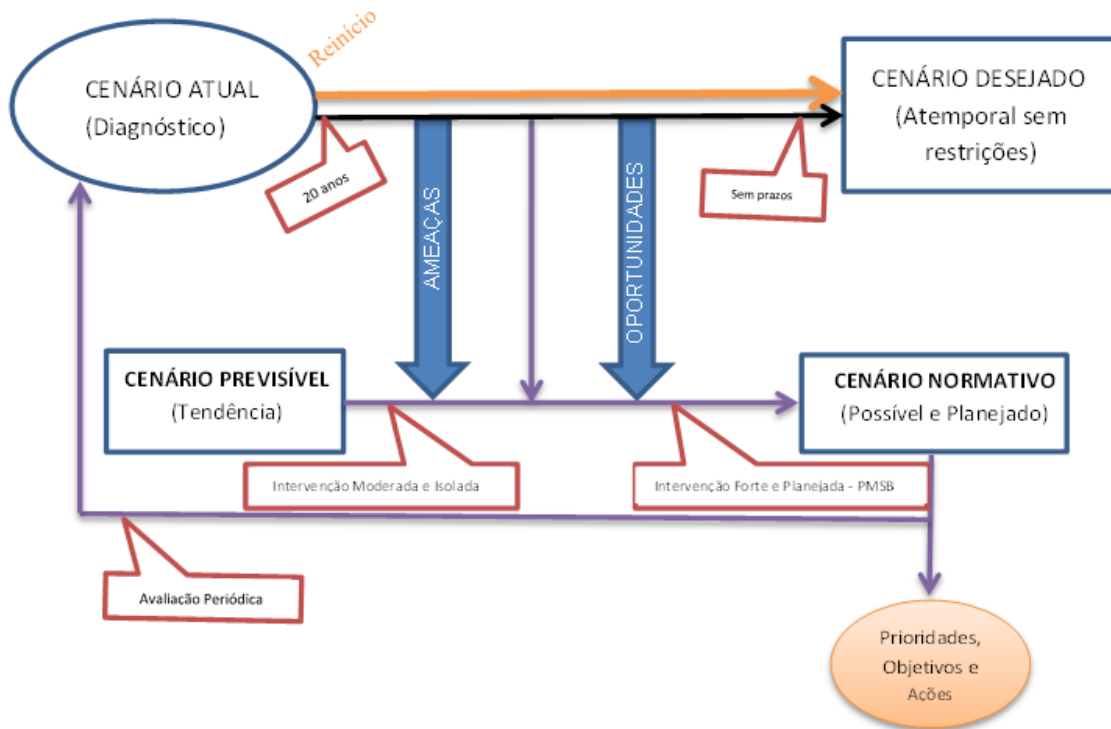 Reinício
CENÁRIO ATUAL
(Diagnóstico)
CENÁRIO DESEJADO
(Atemporal sem
restrições)
20 anos
Sem prazos
AMEAÇAS
OPORTUNIDADES
CENÁRIO PREVISÍVEL
(Tendência)
CENÁRIO NORMATIVO
(Possível e Planejado)
Intervenção Moderada e Isolada
Intervenção Forte e Planejada - PMSB
Avaliação Periódica
Prioridades,
Objetivos e
Ações